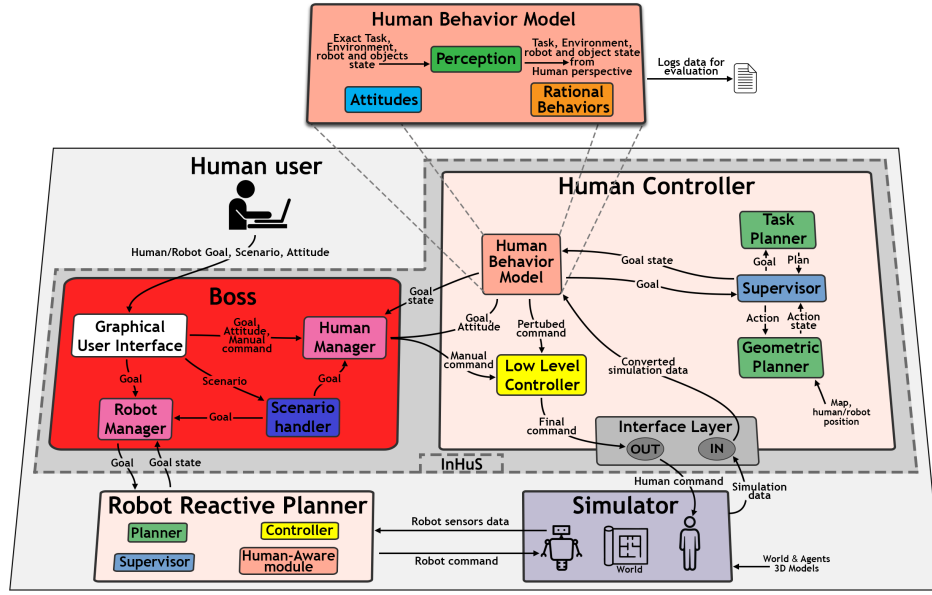 Human Behavior Model
Exact Task,
Environment,
robot and objects
state
Perception
Task, Environment,
robot and object state
from
Human perspective
Attitudes
Rational
Behaviors
Logs data for
evaluation
Human user
Human/Robot Goal, Scenario, Attitude
Human Controller
Human
Behavior
Model
Goal state
Goal
Task
Planner
Goal
Plan
Supervisor
Action
Action
state
Geometric
Planner
Map,
human/robot
position
Boss
Graphical
User Interface
Goal,
Attitude,
Manual
command
Human
Manager
Goal
state
Goal,
Attitude
Pertubed
command
Manual
command
Low Level
Controller
Converted
simulation data
Goal
Scenario
Goal
Robot
Manager
Goal
Scenario
handler
Final
command
Interface Layer
OUT
IN
Goal
Goal state
InHuS
Human command
Simulation
data
Robot Reactive Planner
Planner
Controller
Supervisor
Human-Aware
module
Robot sensors data
Robot command
Simulator
World
World & Agents
3D Models